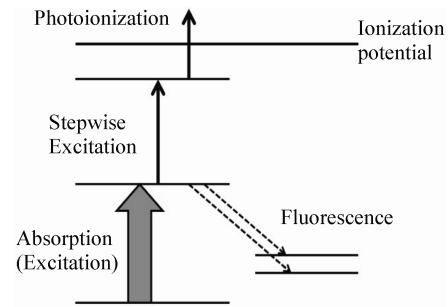 Photoionization
Ionization
potential
Stepwise
Excitation
Fluorescence
Absorption
(Excitation)